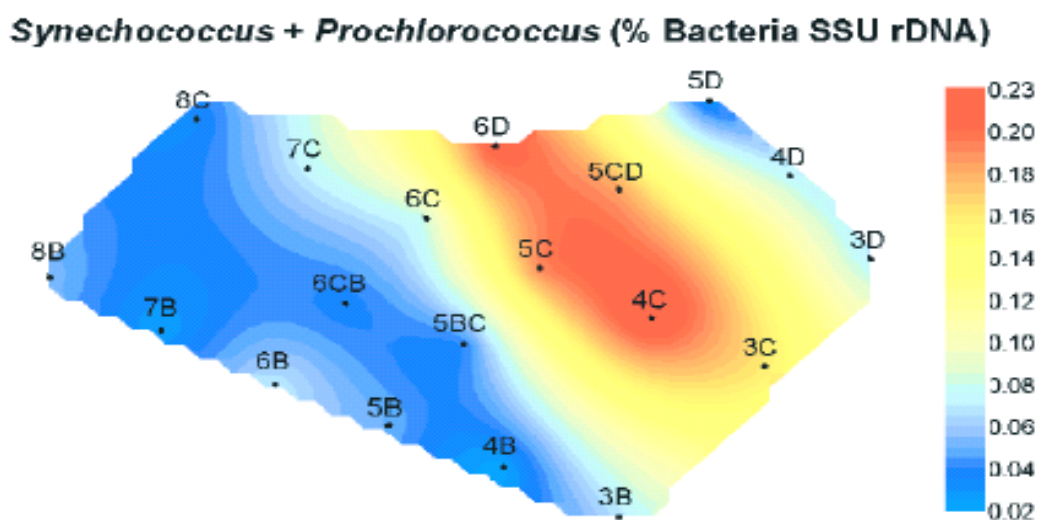 Synechococcus + Prochlorococcus (% Bacteria SSU rDNA)
5D
8C
0.23
6D
0.20
7C
4D
5CD
0.18
6C
0.16
3D
8B
5C
0.14
6CB
4C
0.12
7B
5BC
3C
0.10
6B
0.08
5B
0.06
4B
0.04
3B
0.02